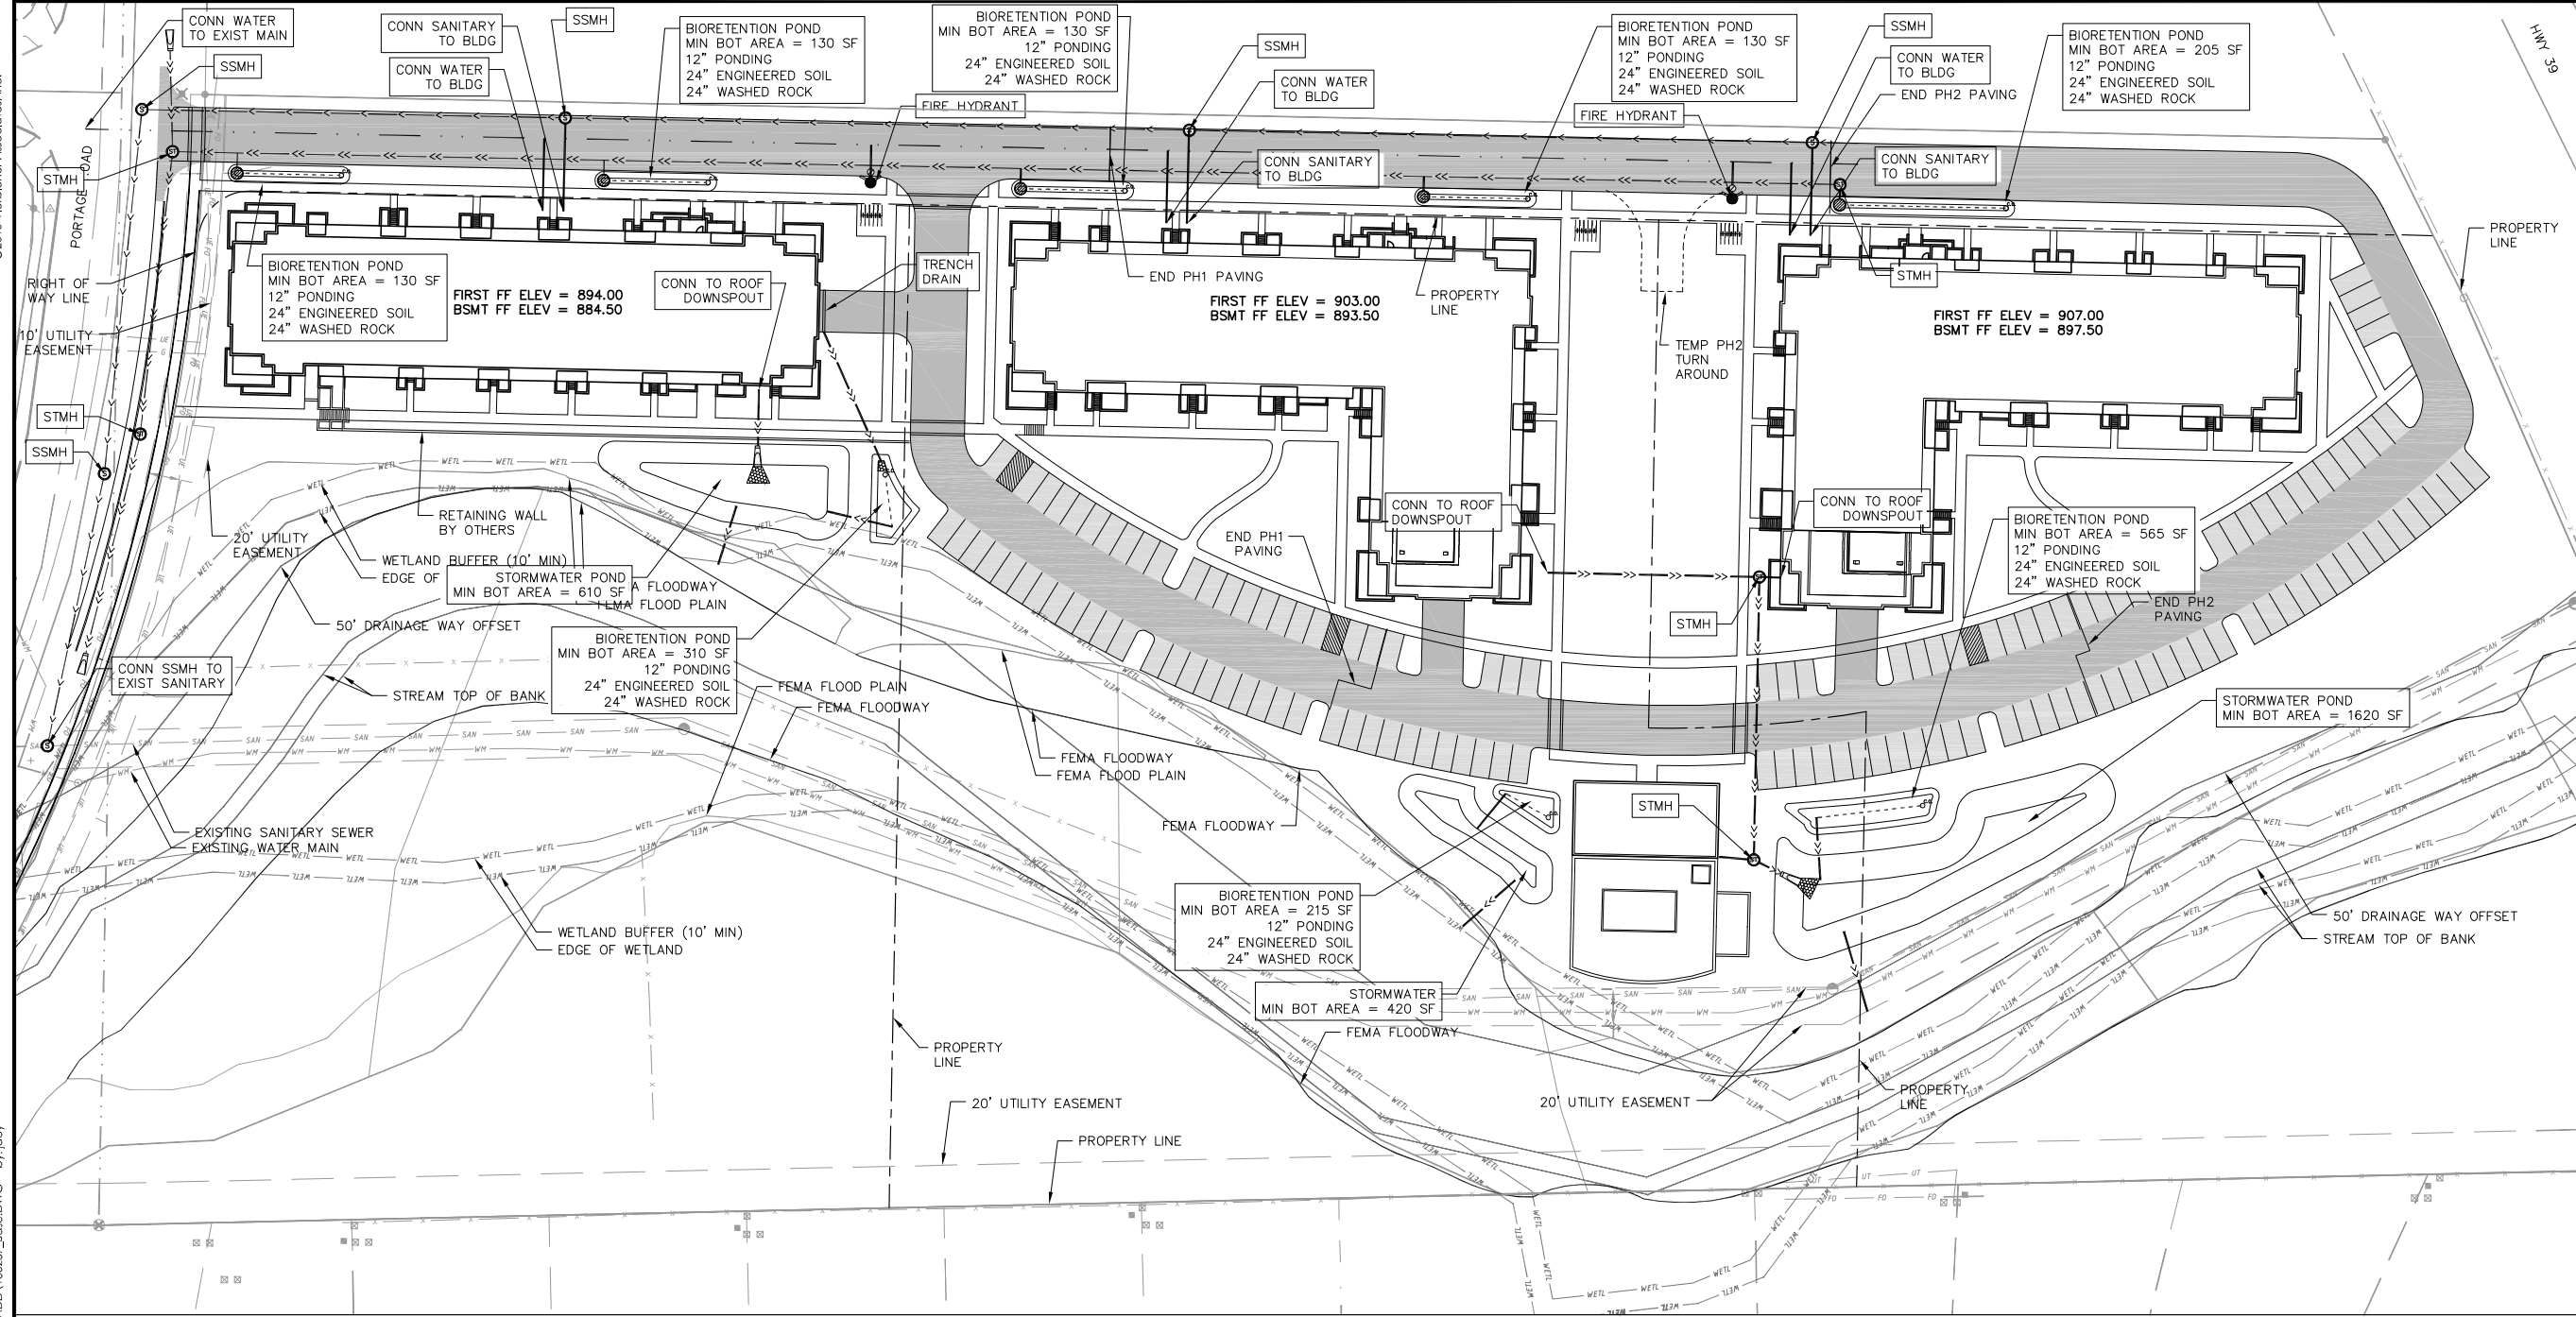 CONN WATER
TO EXIST MAIN
SSMH
CONN SANITARY
TO BLDG
CONN WATER
TO BLDG
SSMH
BIORETENTION POND
MIN BOT AREA = 130 SF
12" PONDING
24" ENGINEERED SOIL
24" WASHED ROCK
BIORETENTION POND
MIN BOT AREA = 130 SF
12" PONDING
24" ENGINEERED SOIL
24" WASHED ROCK
FIRE HYDRANT
SSMH
CONN WATER
TO BLDG
CONN SANITARY
TO BLDG
BIORETENTION POND
MIN BOT AREA = 130 SF
12" PONDING
24" ENGINEERED SOIL
24" WASHED ROCK
FIRE HYDRANT
SSMH
CONN WATER
TO BLDG
END PH2 PAVING
CONN SANITARY
TO BLDG
BIORETENTION POND
MIN BOT AREA = 205 SF
12" PONDING
24" ENGINEERED SOIL
24" WASHED ROCK
HWY 39
STMH
PORTAGE ROAD
RIGHT OF
WAY LINE
10' UTILITY
EASEMENT
BIORETENTION POND
MIN BOT AREA = 130 SF
12" PONDING
24" ENGINEERED SOIL
24" WASHED ROCK
FIRST FF ELEV = 894.00
BSMT FF ELEV = 884.50
CONN TO ROOF
DOWNSPOUT
TRENCH
DRAIN
END PH1 PAVING
FIRST FF ELEV = 903.00
BSMT FF ELEV = 893.50
PROPERTY
LINE
TEMP PH2
TURN
AROUND
STMH
FIRST FF ELEV = 907.00
BSMT FF ELEV = 897.50
PROPERTY
LINE
STMH
SSMH
20' UTILITY
EASEMENT
RETAINING WALL
BY OTHERS
WETLAND BUFFER (10' MIN)
EDGE OF
STORMWATER POND
MIN BOT AREA = 610 SF
A FLOODWAY
FEMA FLOOD PLAIN
50' DRAINAGE WAY OFFSET
CONN SSMH TO
EXIST SANITARY
STREAM TOP OF BANK
BIORETENTION POND
MIN BOT AREA = 310 SF
12" PONDING
24" ENGINEERED SOIL
24" WASHED ROCK
FEMA FLOOD PLAIN
FEMA FLOODWAY
FEMA FLOODWAY
FEMA FLOOD PLAIN
END PH1
PAVING
CONN TO ROOF
DOWNSPOUT
CONN TO ROOF
DOWNSPOUT
STMH
BIORETENTION POND
MIN BOT AREA = 565 SF
12" PONDING
24" ENGINEERED SOIL
24" WASHED ROCK
END PH2
PAVING
STORMWATER POND
MIN BOT AREA = 1620 SF
EXISTING SANITARY SEWER
EXISTING WATER MAIN
FEMA FLOODWAY
STMH
WETLAND BUFFER (10' MIN)
EDGE OF WETLAND
BIORETENTION POND
MIN BOT AREA = 215 SF
12" PONDING
24" ENGINEERED SOIL
24" WASHED ROCK
STORMWATER
MIN BOT AREA = 420 SF
FEMA FLOODWAY
50' DRAINAGE WAY OFFSET
STREAM TOP OF BANK
PROPERTY
LINE
20' UTILITY EASEMENT
20' UTILITY EASEMENT
PROPERTY
LINE
PROPERTY LINE